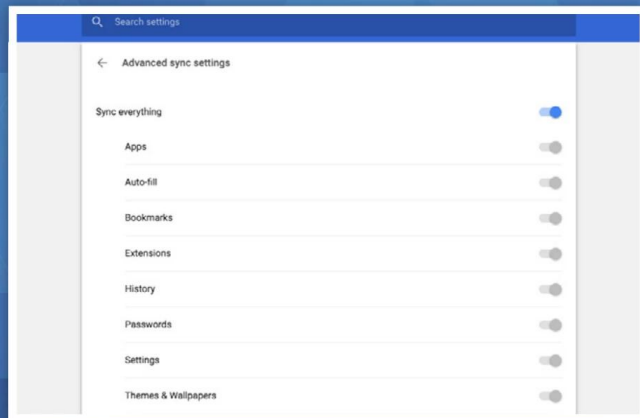 Search settings
Advanced sync settings
Sync everything
Apps
Auto-fill
Bookmarks
Extensions
History
Passwords
Settings
Themes & Wallpapers